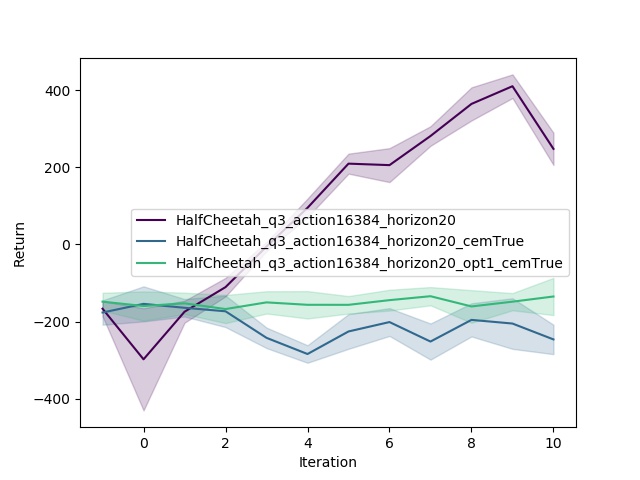 400
200
0
−200
−400
Return
HalfCheetah_q3_action16384_horizon20
HalfCheetah_q3_action16384_horizon20_cemTrue
HalfCheetah_q3_action16384_horizon20_opt1_cemTrue
0 2 4 6 8 10
Iteration